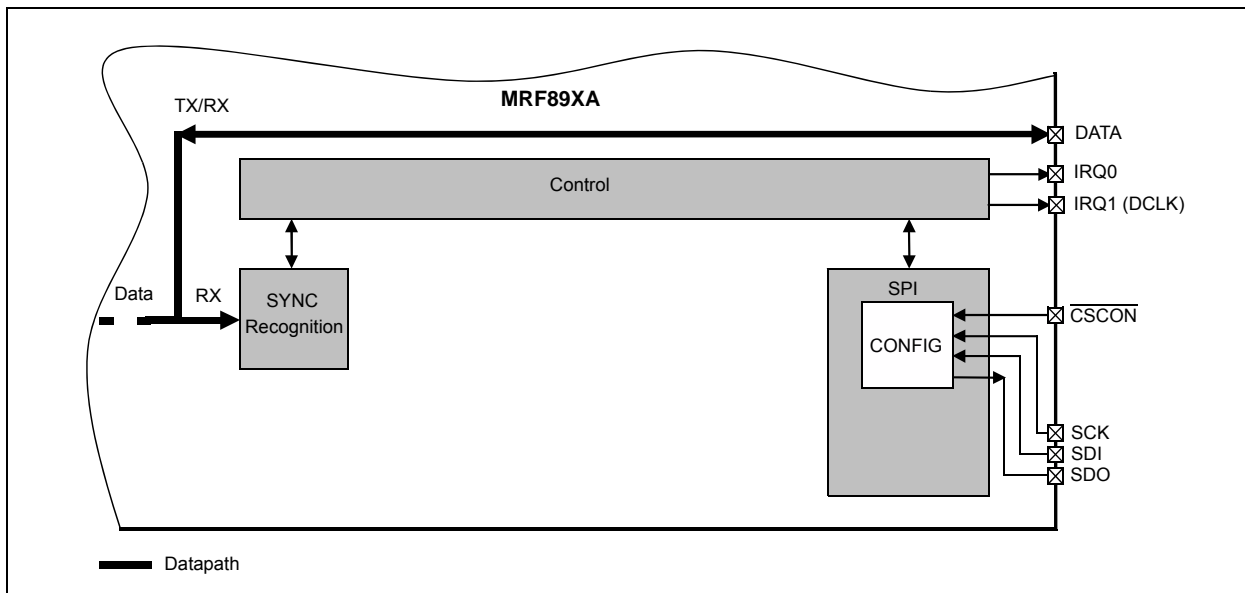 MRF89XA
TX/RX
DATA
Control
IRQ0
IRQ1 (DCLK)
Data
RX
SYNC
Recognition
SPI
CONFIG
CSCON
SCK
SDI
SDO
Datapath